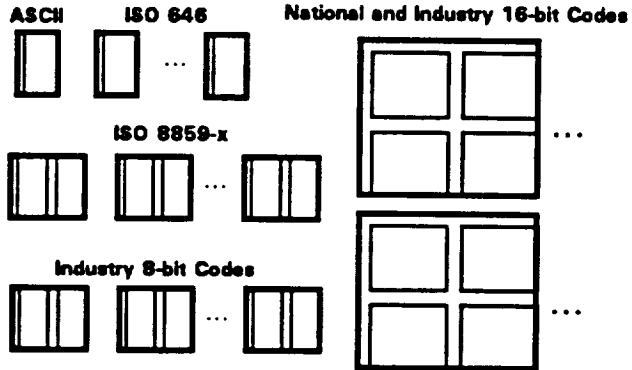 ASCII ISO 646 National and Industry 16-bit Codes
...
ISO 8859-x
...
...
Industry 8-bit Codes
...
...